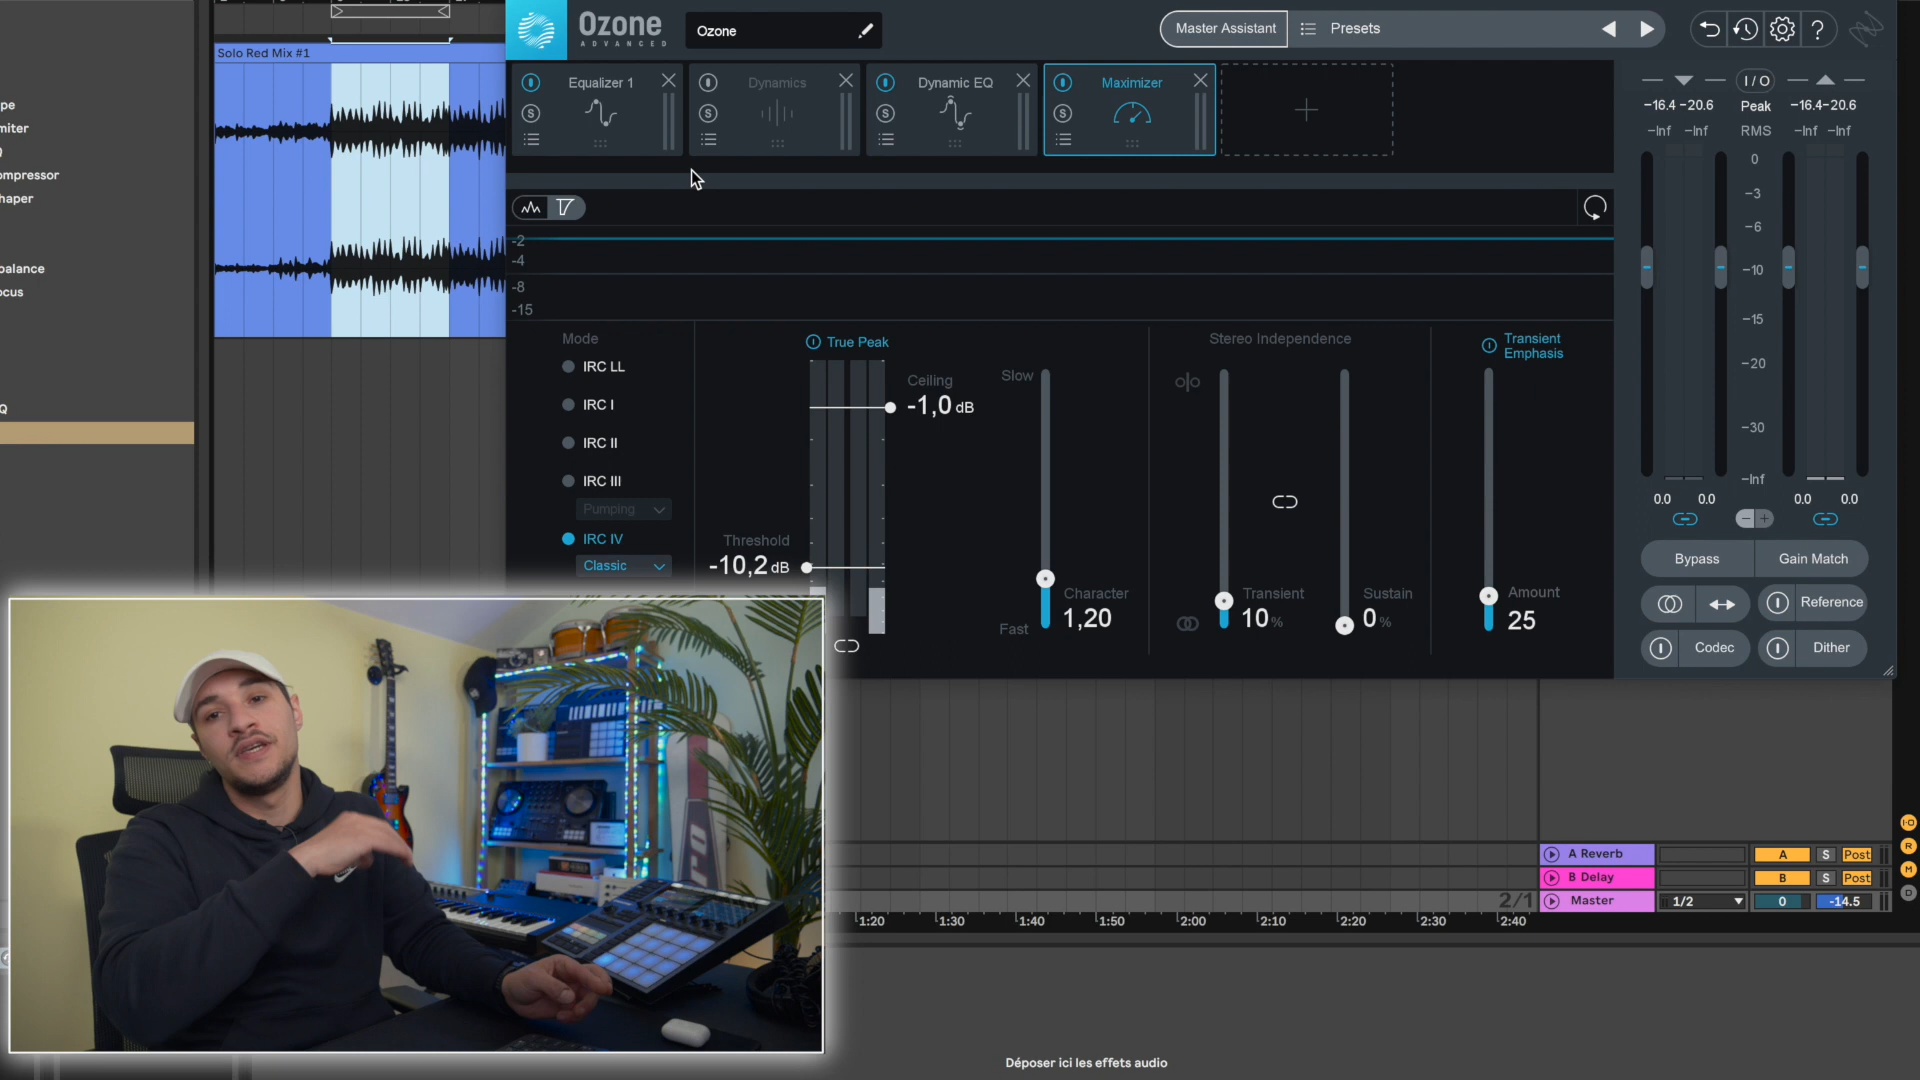 Solo Red Mix #1
pe
miter
ompressor
haper
balance
ocus
Q
Ozone
ADVANCED
Ozone
Master Assistant
Presets
?
Equalizer 1
Dynamics
Dynamic EQ
Maximizer
S
S
S
S
-2
-4
-8
-15
Mode
IRC LL
IRC I
IRC II
IRC III
Pumping
IRC IV
Classic
True Peak
Ceiling
-1,0 dB
Threshold
-10,2 dB
Slow
Fast
Character
1,20
Stereo Independence
Transient
10 %
Sustain
0 %
Transient
Emphasis
Amount
25
I / O
-16.4 -20.6
Peak
-16.4 -20.6
-Inf -Inf
RMS
-Inf -Inf
0
-3
-6
-10
-15
-20
-30
-Inf
0.0 0.0
0.0 0.0
Bypass
Gain Match
Reference
Codec
Dither
A Reverb
A
S
Post
B Delay
B
S
Post
2/1
Master
1/2
0
-14.5
I·O
R
M
D
1:20
1:30
1:40
1:50
2:00
2:10
2:20
2:30
2:40
Déposer ici les effets audio